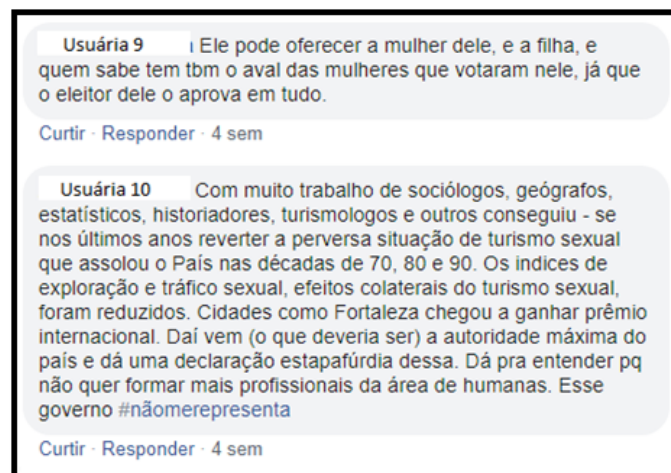 Usuária 9 Ele pode oferecer a mulher dele, e a filha, e
quem sabe tem tbm o aval das mulheres que votaram nele, já que
o eleitor dele o aprova em tudo.
Curtir · Responder · 4 sem
Usuária 10 Com muito trabalho de sociólogos, geógrafos,
estatísticos, historiadores, turismologos e outros conseguiu - se
nos últimos anos reverter a perversa situação de turismo sexual
que assolou o País nas décadas de 70, 80 e 90. Os indices de
exploração e tráfico sexual, efeitos colaterais do turismo sexual,
foram reduzidos. Cidades como Fortaleza chegou a ganhar prêmio
internacional. Daí vem (o que deveria ser) a autoridade máxima do
país e dá uma declaração estapafúrdia dessa. Dá pra entender pq
não quer formar mais profissionais da área de humanas. Esse
governo #nãomerepresenta
Curtir · Responder · 4 sem